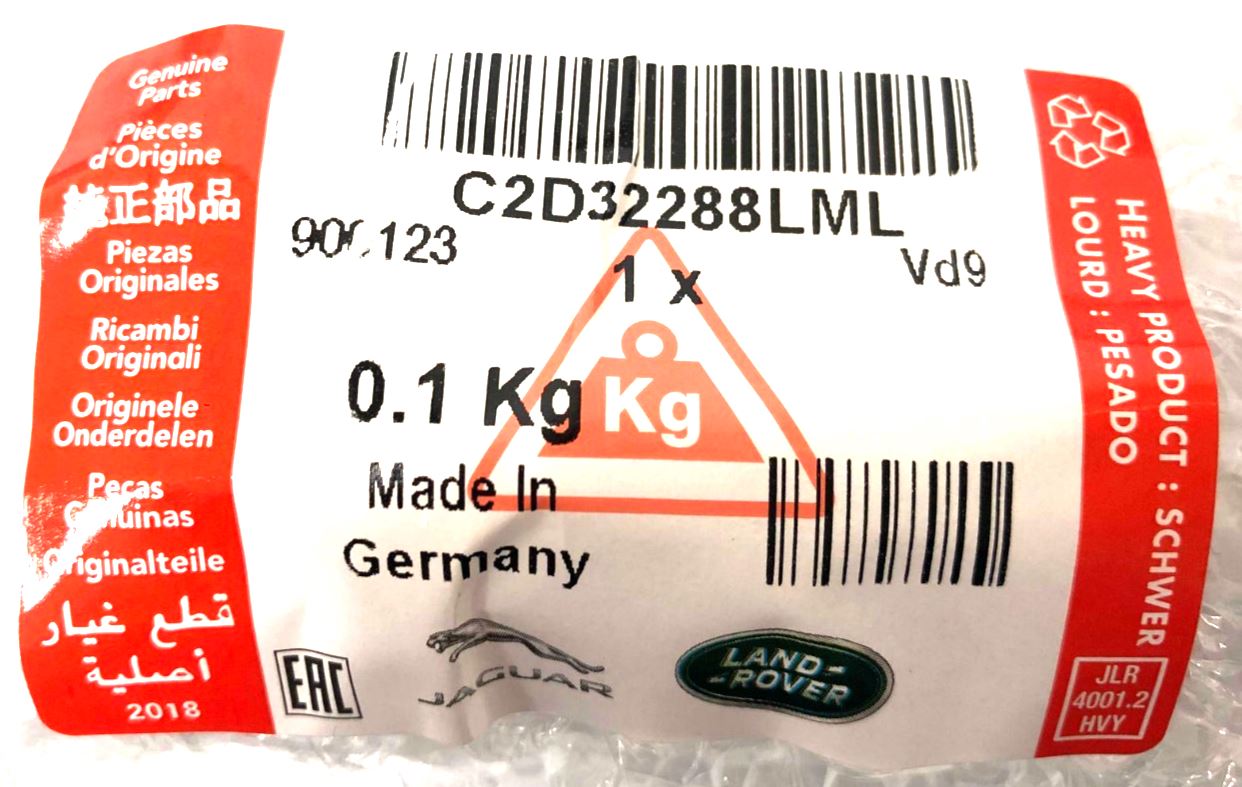 Genuine
Parts
Pièces
d'Origine
正部品
Piezas
Originales
Ricambi
Originali
Originele
Onderdelen
Peças
Originalteile
قطع غيار
أصلية
2018
C2D32288LML
Vd9
1 x
0.1 Kg
Kg
Made In
Germany
EAC
JAGUAR
LAND-
-ROVER
HEAVY PRODUCT : SCHWER
LOURD : PESADO
JLR
4001.2
HVY